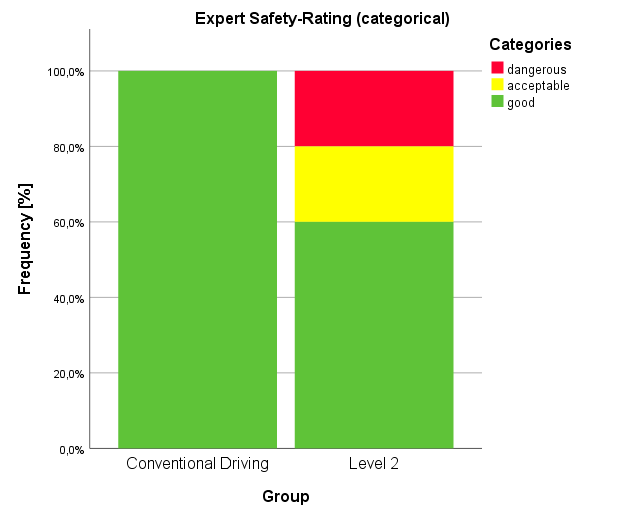 Expert Safety-Rating (categorical)
Categories
dangerous
acceptable
good
Frequency [%]
100,0%
80,0%
60,0%
40,0%
20,0%
0,0%
Conventional Driving
Level 2
Group